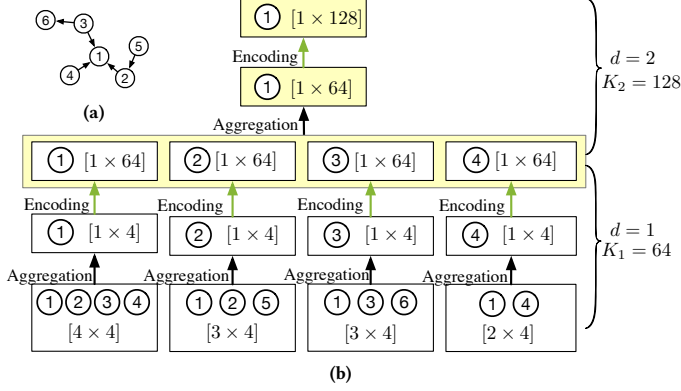 6 3 5 1 4 2
(a)
1 [1 × 128]
Encoding
1 [1 × 64]
Aggregation
d = 2
K₂ = 128
1 [1 × 64] 2 [1 × 64] 3 [1 × 64] 4 [1 × 64]
Encoding Encoding Encoding Encoding
1 [1 × 4] 2 [1 × 4] 3 [1 × 4] 4 [1 × 4]
d = 1
K₁ = 64
Aggregation Aggregation Aggregation Aggregation
1 2 3 4 1 2 5 1 3 6 1 4
[4 × 4] [3 × 4] [3 × 4] [2 × 4]
(b)